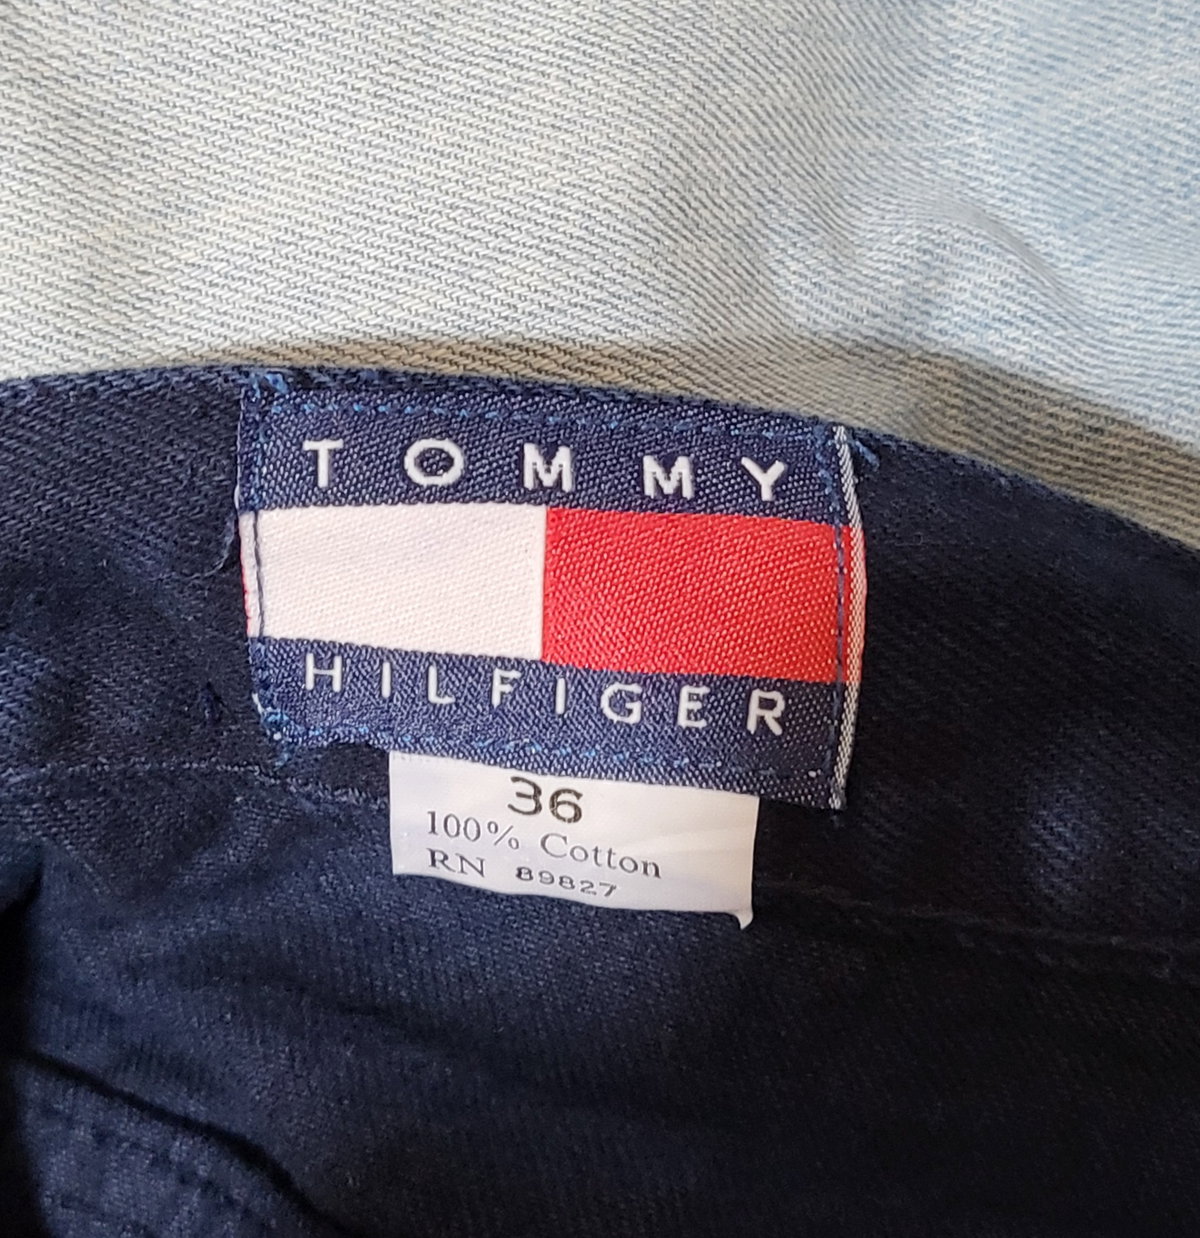 TOMMY
HILFIGER
36
100% Cotton
RN 89827